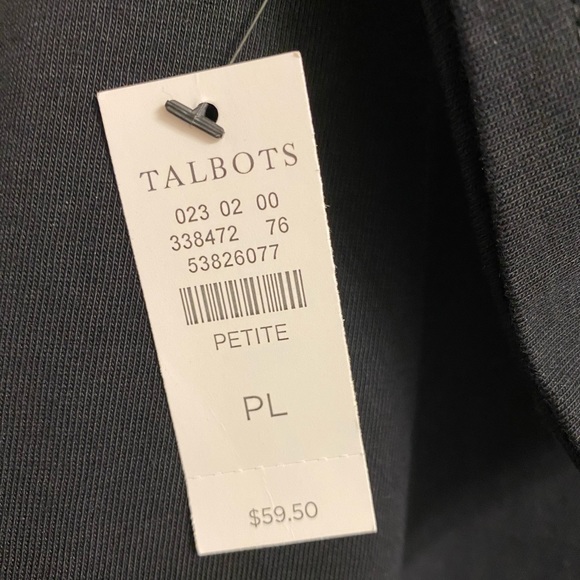 TALBOTS
023 02 00
338472 76
53826077
PETITE
PL
$59.50